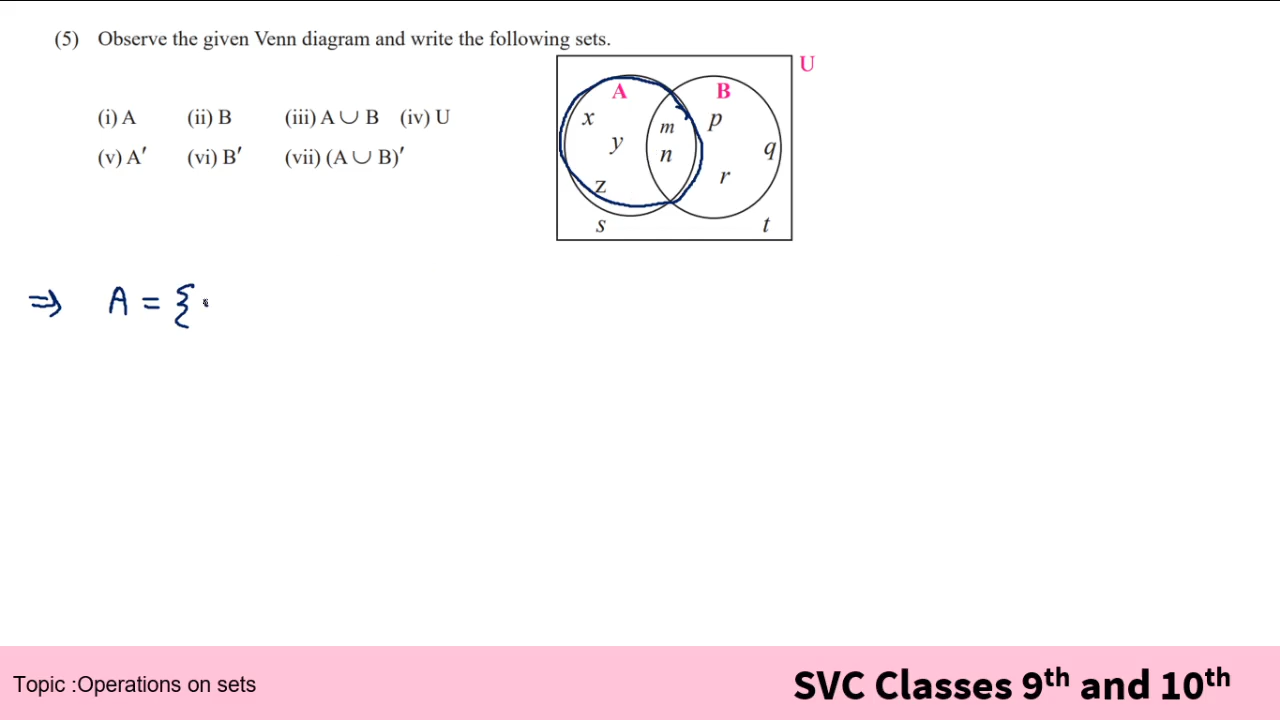 (5) Observe the given Venn diagram and write the following sets.
U
A B
(i) A (ii) B (iii) A ∪ B (iv) U
x m p
y n q
(v) A′ (vi) B′ (vii) (A ∪ B)′
z r
s t
⇒ A = {
Topic :Operations on sets
SVC Classes 9th and 10th